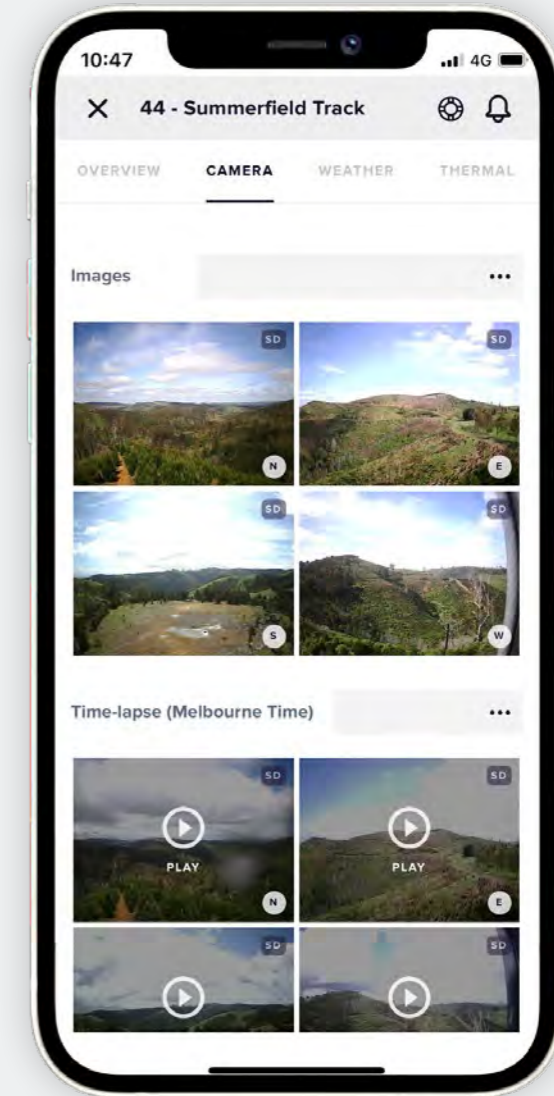 10:47
4G
44 - Summerfield Track
OVERVIEW CAMERA WEATHER THERMAL
Images
SD SD
N E
SD SD
S W
Time-lapse (Melbourne Time)
SD SD
PLAY PLAY
N E
SD SD